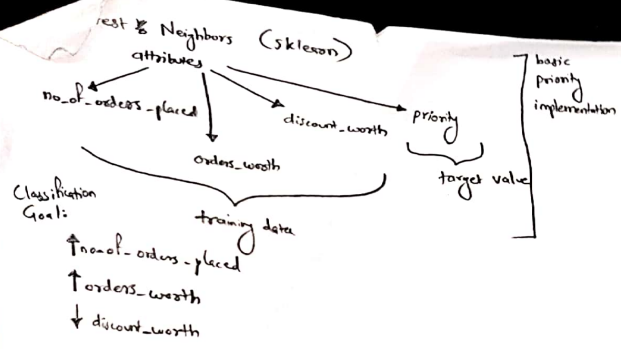 est k Neighbors (sklearn)
attributes
no_of_orders_placed
orders_worth
discount_worth
priority
target value
basic
priority
implementation
training data
Classification
Goal:
↑ no_of_orders_placed
↑ orders_worth
↓ discount_worth